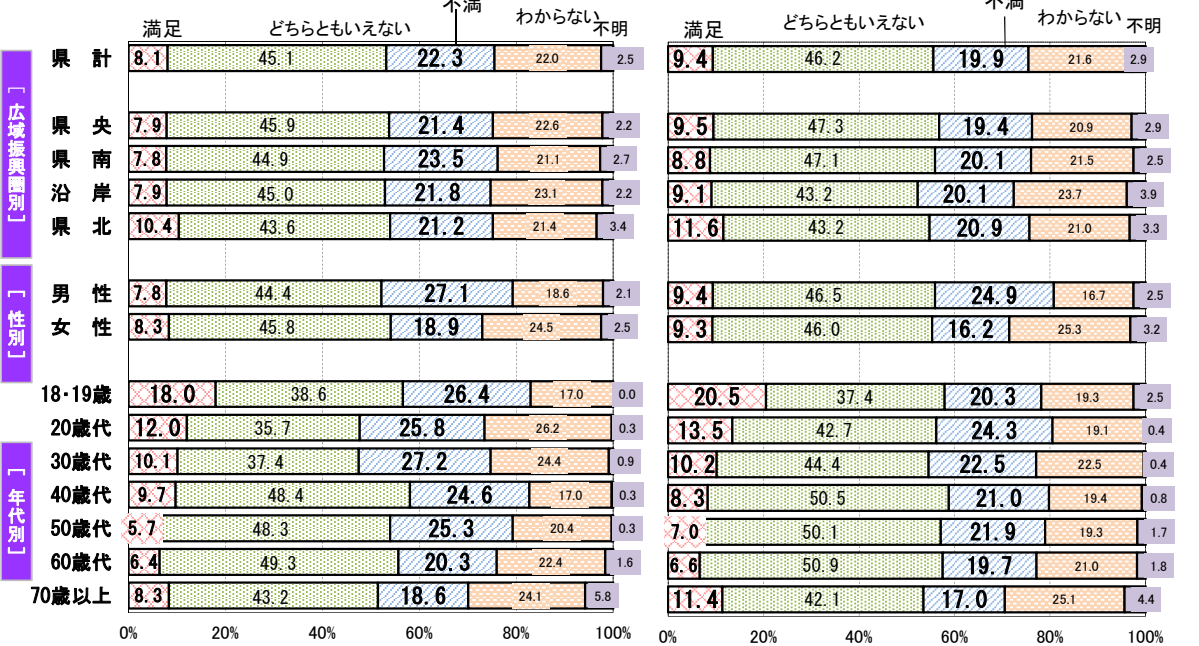 不満 不満
満足 どちらともいえない わからない 不明 満足 どちらともいえない わからない 不明
県計 8.1 45.1 22.3 22.0 2.5 9.4 46.2 19.9 21.6 2.9
[広域振興圏別]
県央 7.9 45.9 21.4 22.6 2.2 9.5 47.3 19.4 20.9 2.9
県南 7.8 44.9 23.5 21.1 2.7 8.8 47.1 20.1 21.5 2.5
沿岸 7.9 45.0 21.8 23.1 2.2 9.1 43.2 20.1 23.7 3.9
県北 10.4 43.6 21.2 21.4 3.4 11.6 43.2 20.9 21.0 3.3
[性別]
男性 7.8 44.4 27.1 18.6 2.1 9.4 46.5 24.9 16.7 2.5
女性 8.3 45.8 18.9 24.5 2.5 9.3 46.0 16.2 25.3 3.2
[年代別]
18・19歳 18.0 38.6 26.4 17.0 0.0 20.5 37.4 20.3 19.3 2.5
20歳代 12.0 35.7 25.8 26.2 0.3 13.5 42.7 24.3 19.1 0.4
30歳代 10.1 37.4 27.2 24.4 0.9 10.2 44.4 22.5 22.5 0.4
40歳代 9.7 48.4 24.6 17.0 0.3 8.3 50.5 21.0 19.4 0.8
50歳代 5.7 48.3 25.3 20.4 0.3 7.0 50.1 21.9 19.3 1.7
60歳代 6.4 49.3 20.3 22.4 1.6 6.6 50.9 19.7 21.0 1.8
70歳以上 8.3 43.2 18.6 24.1 5.8 11.4 42.1 17.0 25.1 4.4
0% 20% 40% 60% 80% 100% 0% 20% 40% 60% 80% 100%